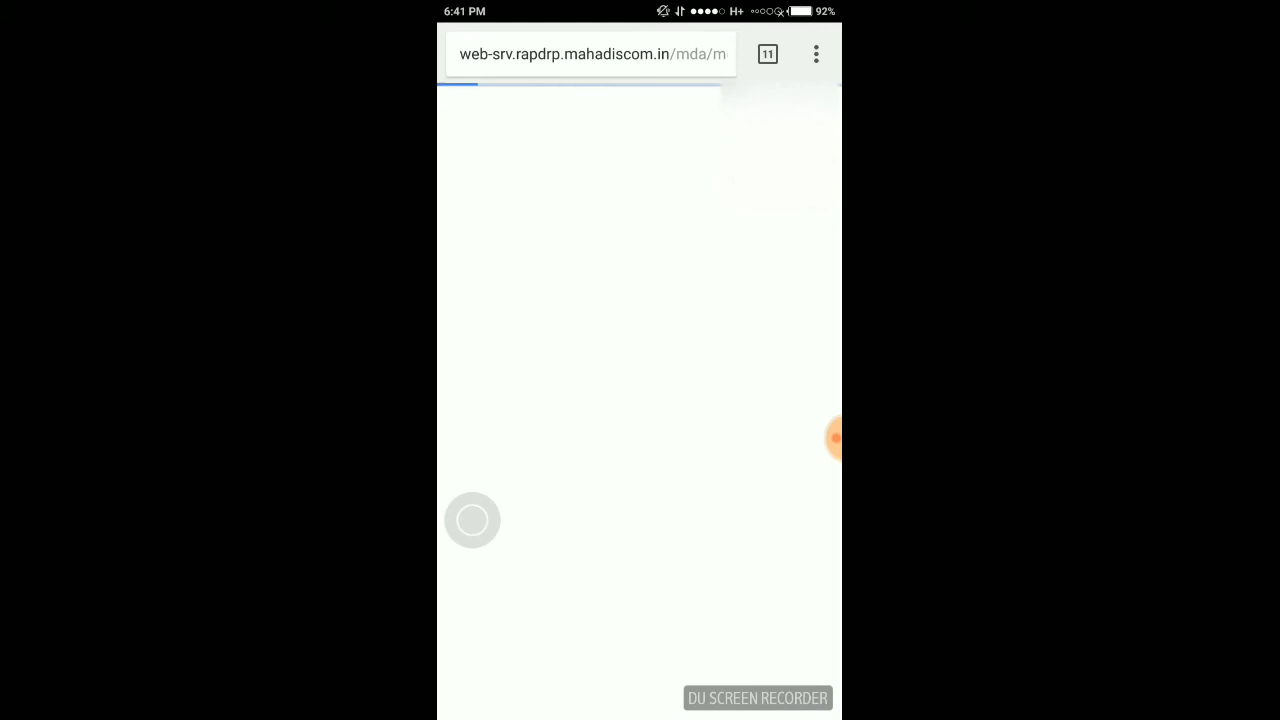 6:41 PM
H+
92%
web-srv.rapdrp.mahadiscom.in/mda/m
11
DU SCREEN RECORDER